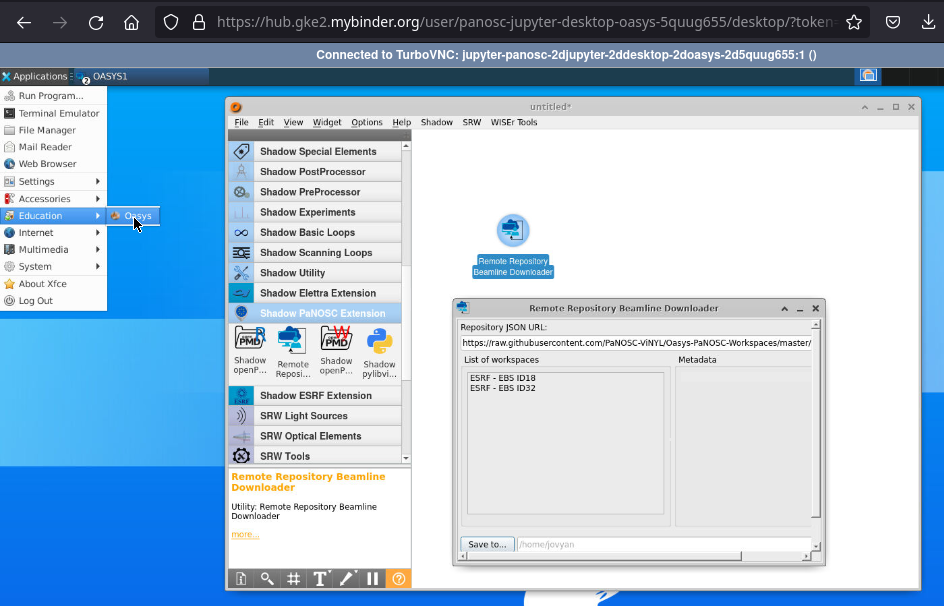 https://hub.gke2.mybinder.org/user/panosc-jupyter-desktop-oasys-5quug655/desktop/?token=
Connected to TurboVNC: jupyter-panosc-2djupyter-2ddesktop-2doasys-2d5quug655:1 ()
Applications
2
OASYS1
Run Program...
Terminal Emulator
File Manager
Mail Reader
Web Browser
Settings
Accessories
Education
Oasys
Internet
Multimedia
System
About Xfce
Log Out
untitled*
File Edit View Widget Options Help Shadow SRW WISEr Tools
Shadow Special Elements
Shadow PostProcessor
Shadow PreProcessor
Shadow Experiments
Shadow Basic Loops
Shadow Scanning Loops
Shadow Utility
Shadow Elettra Extension
Shadow PaNOSC Extension
Shadow openP...
Remote Reposi...
Shadow openP...
Shadow pylibvi...
Shadow ESRF Extension
SRW Light Sources
SRW Optical Elements
SRW Tools
Remote Repository Beamline
Downloader
Utility: Remote Repository Beamline
Downloader
more...
Remote Repository
Beamline Downloader
Remote Repository Beamline Downloader
Repository JSON URL:
https://raw.githubusercontent.com/PaNOSC-ViNYL/Oasys-PaNOSC-Workspaces/master/
List of workspaces
Metadata
ESRF - EBS ID18
ESRF - EBS ID32
Save to...
/home/jovyan